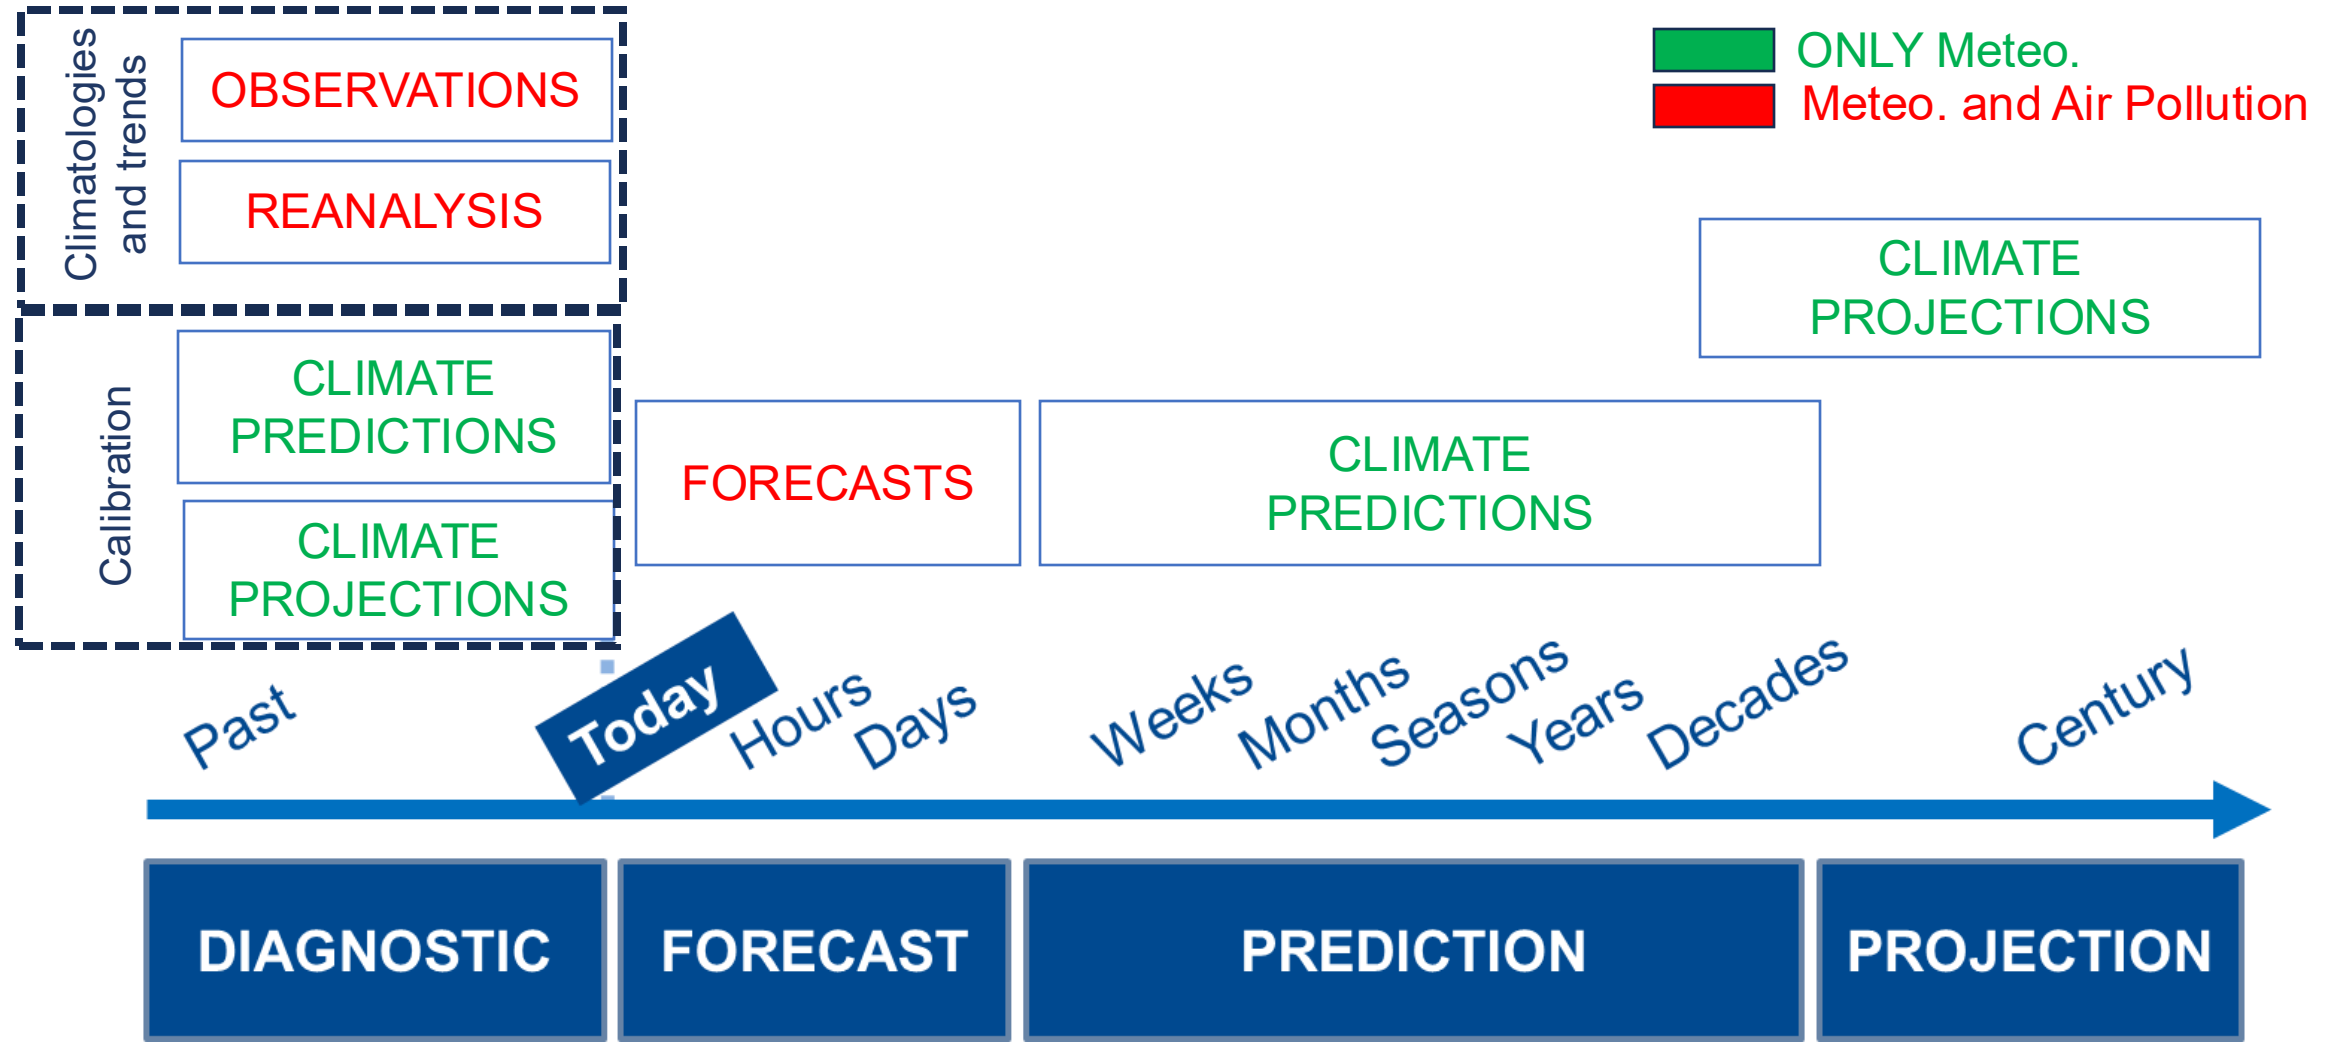 Climatologies
and trends
OBSERVATIONS
REANALYSIS
ONLY Meteo.
Meteo. and Air Pollution
CLIMATE
PROJECTIONS
Calibration
CLIMATE
PREDICTIONS
CLIMATE
PROJECTIONS
FORECASTS
CLIMATE
PREDICTIONS
Past
Today
Hours
Days
Weeks
Months
Seasons
Years
Decades
Century
DIAGNOSTIC
FORECAST
PREDICTION
PROJECTION